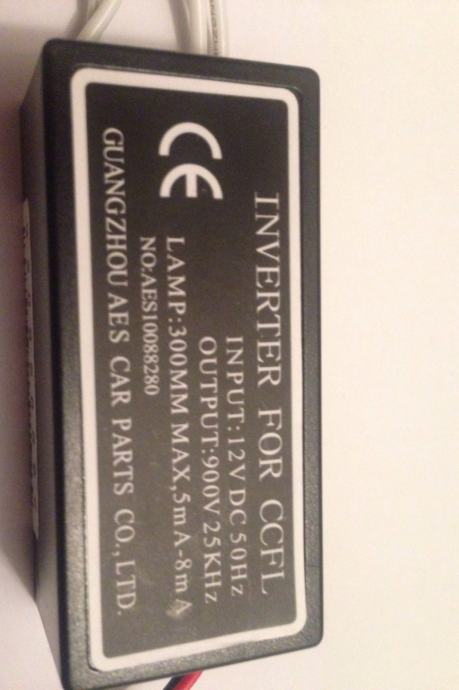 INVERTER FOR CCFL
INPUT:12V DC 50Hz
OUTPUT:900V 25KHz
CE
LAMP:300MM MAX,5mA-8mA
NO:AES10088280
GUANGZHOU AES CAR PARTS CO.,LTD.